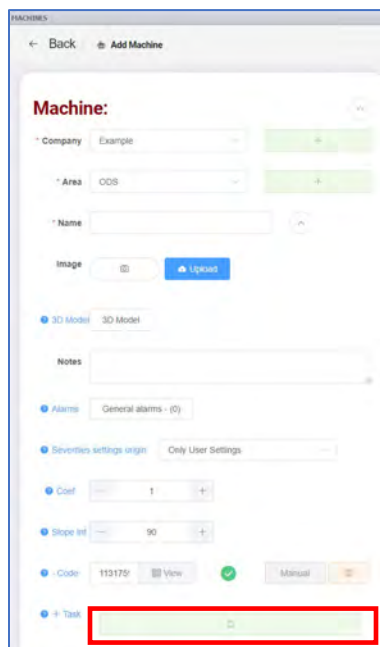 MACHINES
← Back Add Machine
Machine:
* Company Example +
* Area ODS +
* Name
Image Upload
3D Model 3D Model
Notes
Alarms General alarms - (0)
Severities settings origin Only User Settings
Coef — 1 +
Slope Int — 90 +
- Code View Manual
+ Task